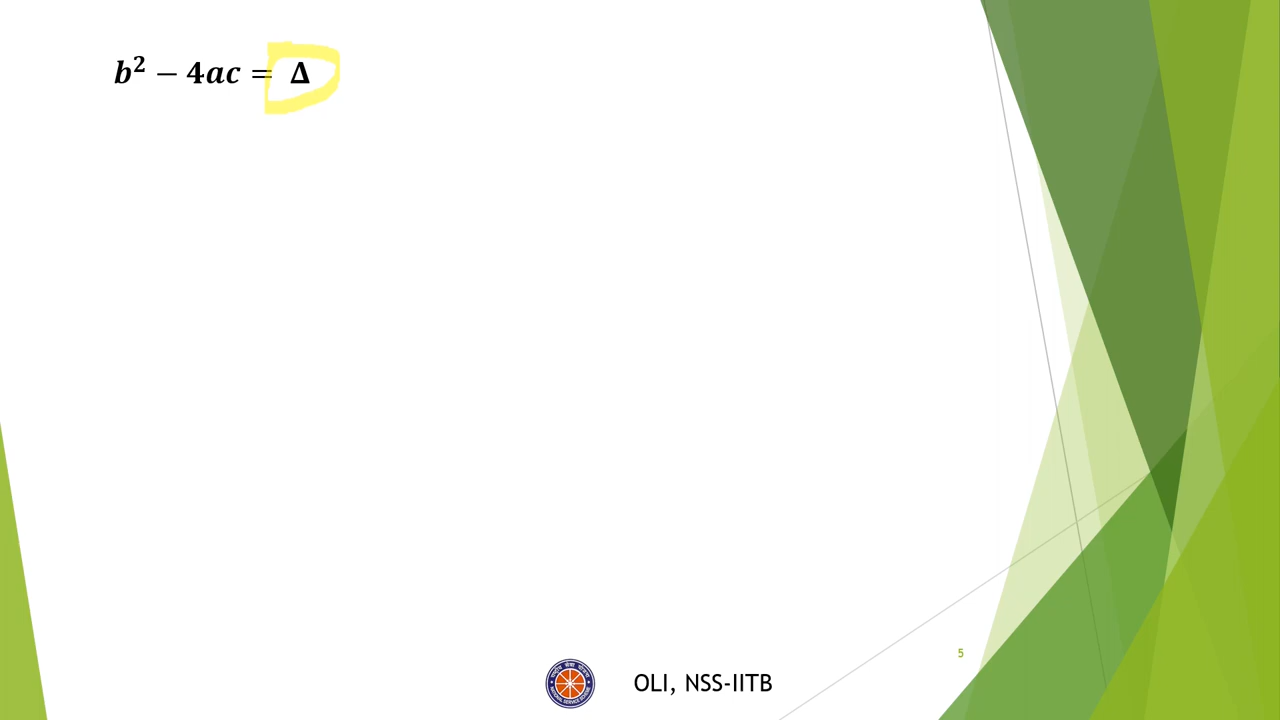 b² − 4ac = Δ
5
OLI, NSS-IITB